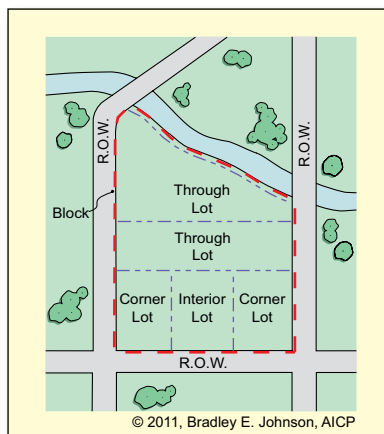 R.O.W.
R.O.W.
Through
Lot
Block
Through
Lot
Corner
Lot
Interior
Lot
Corner
Lot
R.O.W.
© 2011, Bradley E. Johnson, AICP